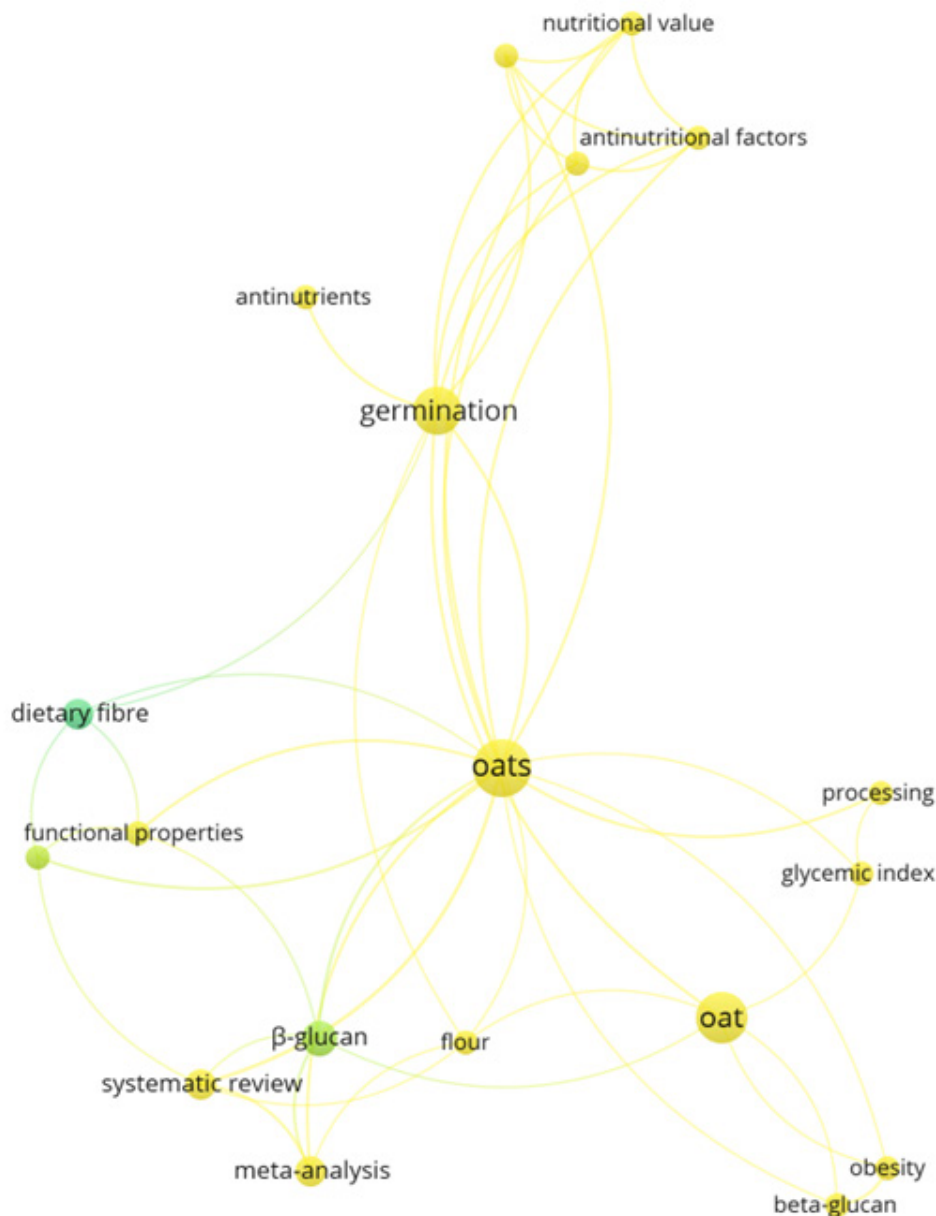 nutritional value
antinutritional factors
antinutrients
germination
dietary fibre
oats
processing
functional properties
glycemic index
oat
β-glucan
flour
systematic review
meta-analysis
obesity
beta-glucan